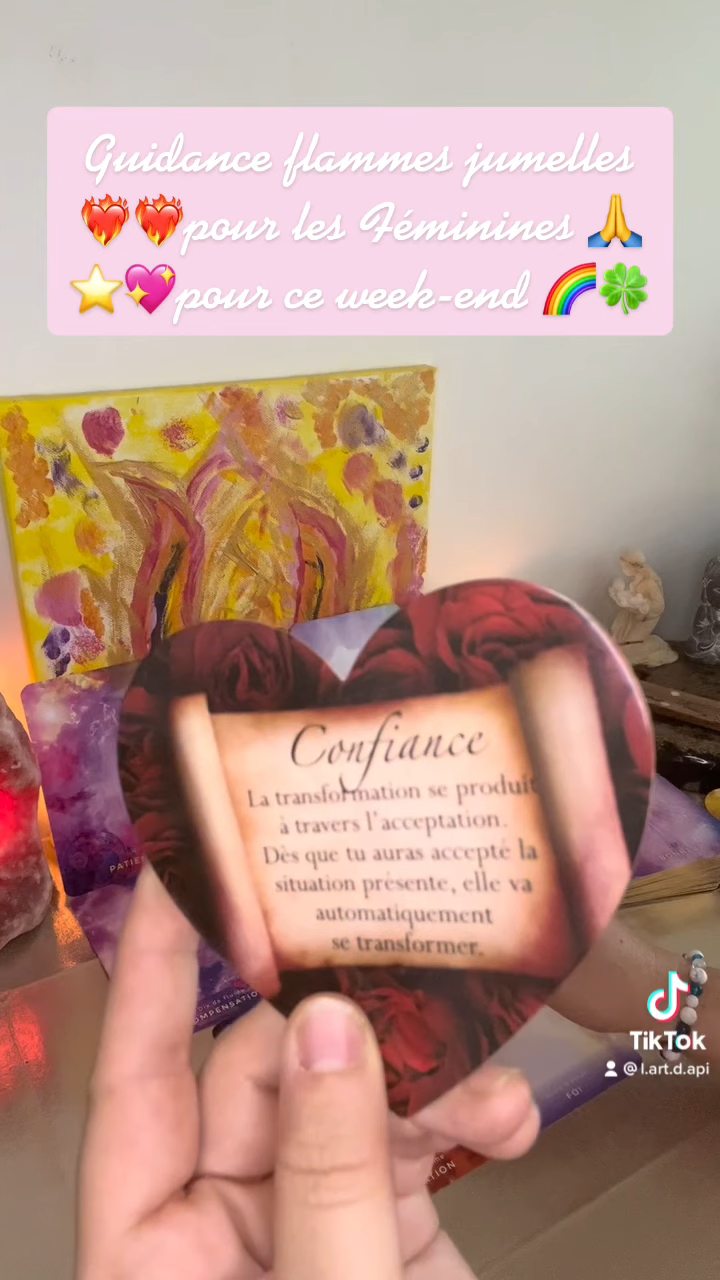 Guidance flammes jumelles
❤️‍🔥❤️‍🔥pour les Féminines 🙏
⭐💖pour ce week-end 🌈🍀
Confiance
La transformation se produit
à travers l'acceptation.
Dès que tu auras accepté la
situation présente, elle va
automatiquement
se transformer.
TikTok
@l.art.d.api
FOI